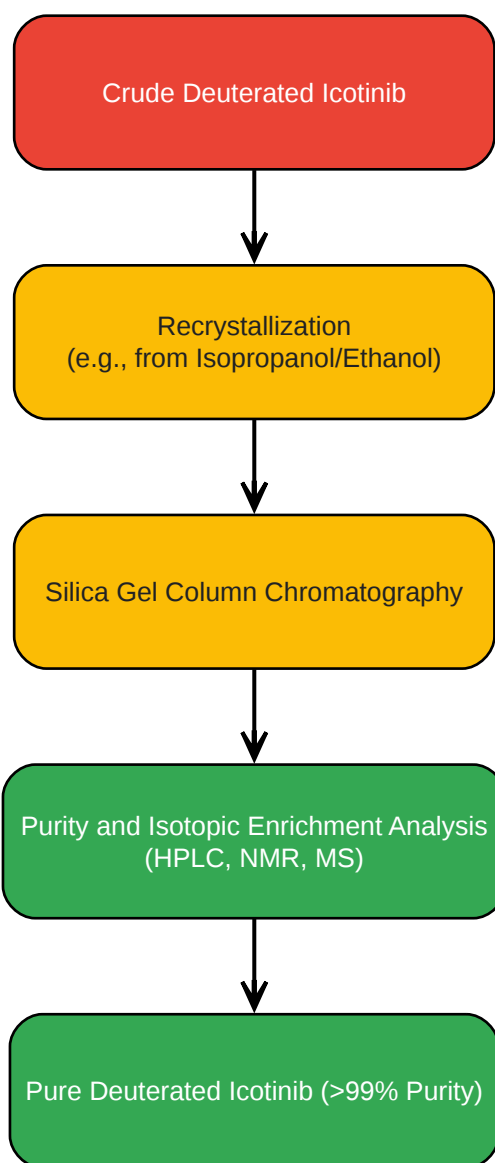 Crude Deuterated Icotinib
Recrystallization
(e.g., from Isopropanol/Ethanol)
Silica Gel Column Chromatography
Purity and Isotopic Enrichment Analysis
(HPLC, NMR, MS)
Pure Deuterated Icotinib (>99% Purity)